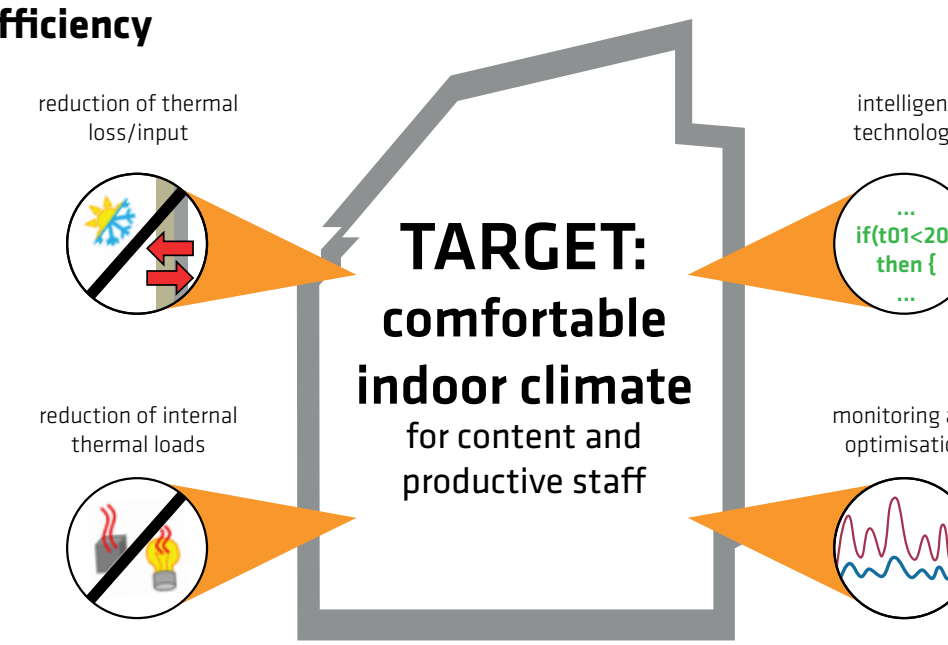 fficiency
reduction of thermal
loss/input
intelligen
technolog
...
if(t01<20
then {
...
TARGET:
comfortable
indoor climate
for content and
productive staff
reduction of internal
thermal loads
monitoring a
optimisatio